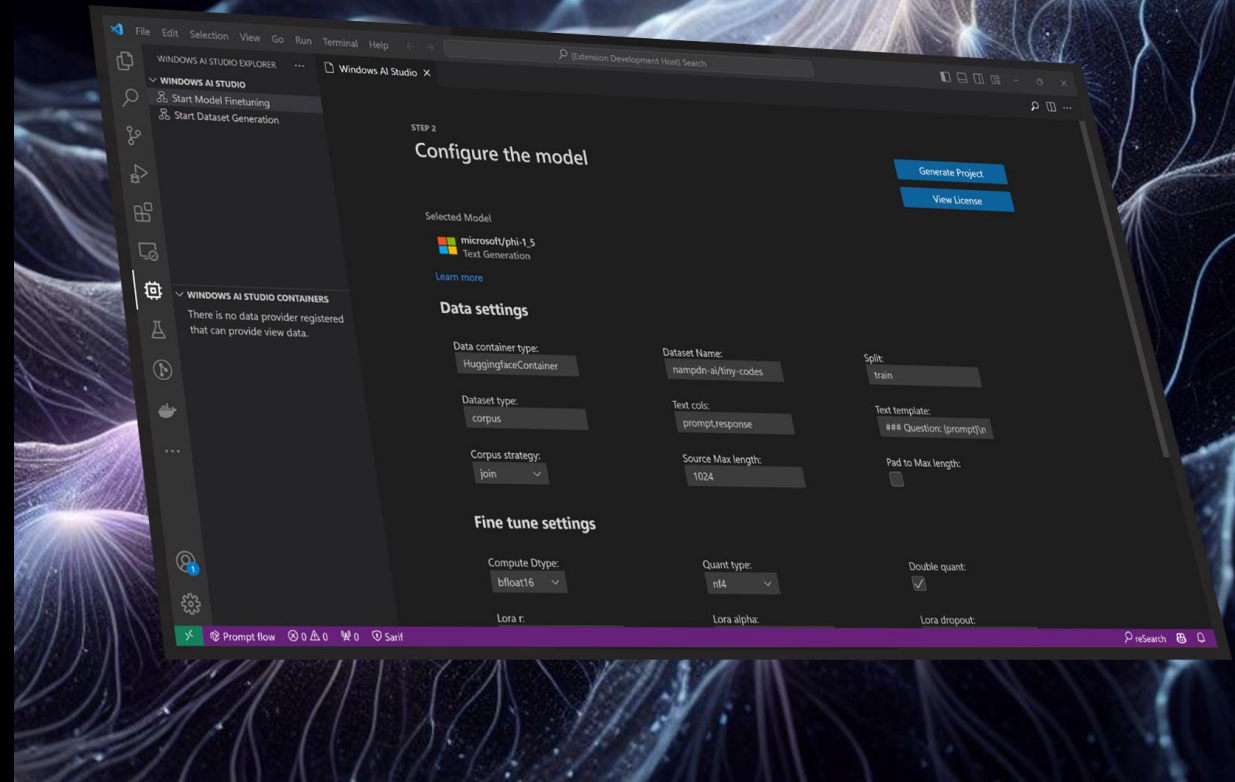 File Edit Selection View Go Run Terminal Help
[Extension Development Host] Search
WINDOWS AI STUDIO EXPLORER ...
Windows AI Studio
WINDOWS AI STUDIO
Start Model Finetuning
Start Dataset Generation
STEP 2
Configure the model
Generate Project
View License
Selected Model
microsoft/phi-1_5
Text Generation
Learn more
WINDOWS AI STUDIO CONTAINERS
There is no data provider registered
that can provide view data.
Data settings
Data container type: Dataset Name: Split:
HuggingfaceContainer nampdn-ai/tiny-codes train
Dataset type: Text cols: Text template:
corpus prompt,response ### Question: {prompt}\n
Corpus strategy: Source Max length: Pad to Max length:
join 1024
Fine tune settings
Compute Dtype: Quant type: Double quant:
bfloat16 nf4
Lora r: Lora alpha: Lora dropout:
1
Prompt flow 0 0 0 Sarif reSearch